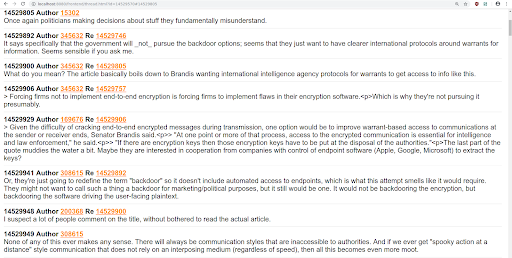 14529805 Author 15302
Once again politicians making decisions about stuff they fundamentally misunderstand.
14529892 Author 345632 Re 14529746
It says specifically that the government will _not_ pursue the backdoor options; seems that they just want to have clearer international protocols around warrants for
information. Seems sensible if you ask me.
14529900 Author 345632 Re 14529805
What do you mean? The article basically boils down to Brandis wanting international intelligence agency protocols for warrants to get access to info like this.
14529906 Author 345632 Re 14529757
> Forcing firms not to implement end-to-end encryption is forcing firms to implement flaws in their encryption software.<p>Which is why they're not pursuing it
presumably.
14529929 Author 169676 Re 14529906
> Given the difficulty of cracking end-to-end encrypted messages during transmission, one option would be to improve warrant-based access to communications at
the sender or receiver ends, Senator Brandis said.<p>> "At one point or more of that process, access to the encrypted communication is essential for intelligence
and law enforcement," he said.<p>> "If there are encryption keys then those encryption keys have to be put at the disposal of the authorities."<p>The last part of the
quote muddles the water a bit. Maybe they are interested in cooperation from companies with control of endpoint software (Apple, Google, Microsoft) to extract the
keys?
14529941 Author 308615 Re 14529892
Or, they're just going to redefine the term "backdoor" so it doesn't include automated access to endpoints, which is what this attempt smells like it would require.
They might not want to call such a thing a backdoor for marketing/political purposes, but it still would be one. It would not be backdooring the encryption, but
backdooring the software driving the user-facing plaintext.
14529948 Author 200368 Re 14529900
I suspect a lot of people comment on the title, without bothered to read the actual article.
14529949 Author 308615
None of any of this ever makes any sense. There will always be communication styles that are inaccessible to authorities. And if we ever get "spooky action at a
distance" style communication that does not rely on an interposing medium (regardless of speed), then all this becomes even more moot.